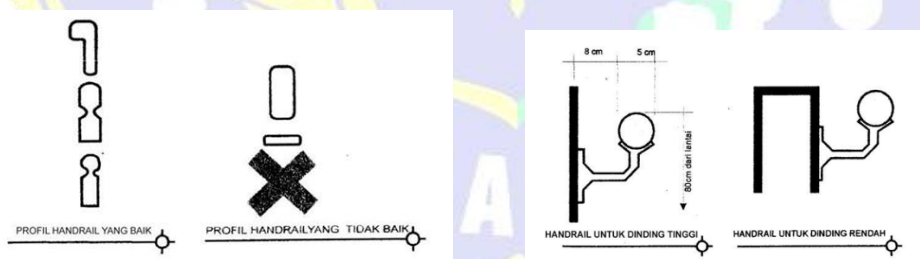 PROFIL HANDRAIL YANG BAIK
PROFIL HANDRAILYANG TIDAK BAIK
8 cm 5 cm
80cm dari lantai
HANDRAIL UNTUK DINDING TINGGI
HANDRAIL UNTUK DINDING RENDAH
A